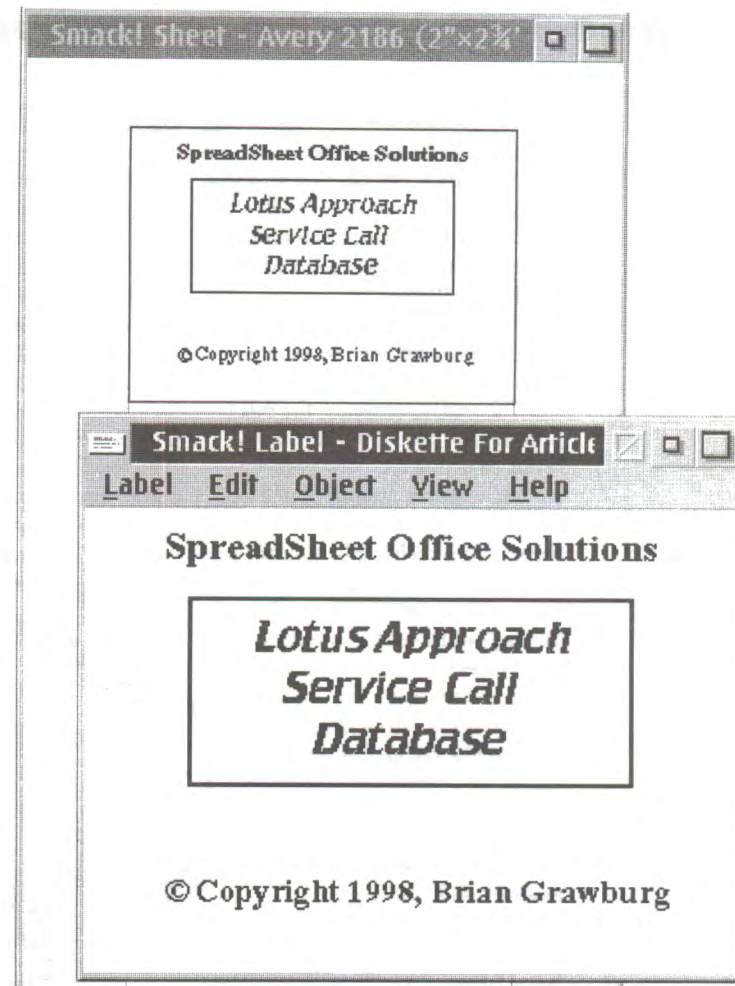 Smack! Sheet - Avery 2186 (2"×2¾"
SpreadSheet Office Solutions
Lotus Approach
Service Call
Database
© Copyright 1998, Brian Grawburg
Smack! Label - Diskette For Article
Label Edit Object View Help
SpreadSheet Office Solutions
Lotus Approach
Service Call
Database
© Copyright 1998, Brian Grawburg